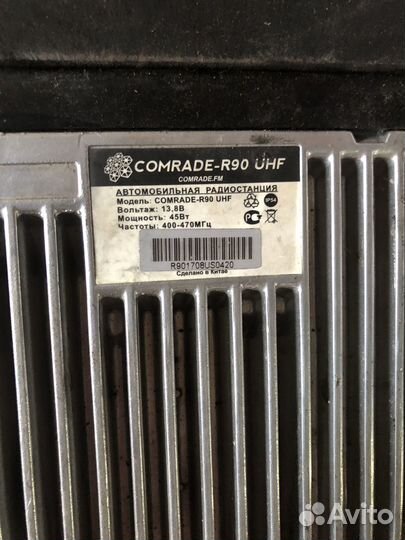 COMRADE-R90 UHF
COMRADE.FM
АВТОМОБИЛЬНАЯ РАДИОСТАНЦИЯ
Модель: COMRADE-R90 UHF
Вольтаж: 13,8В
Мощность: 45Вт
Частоты: 400-470МГц
IP54
R901708US0420
Сделано в Китае
Avito